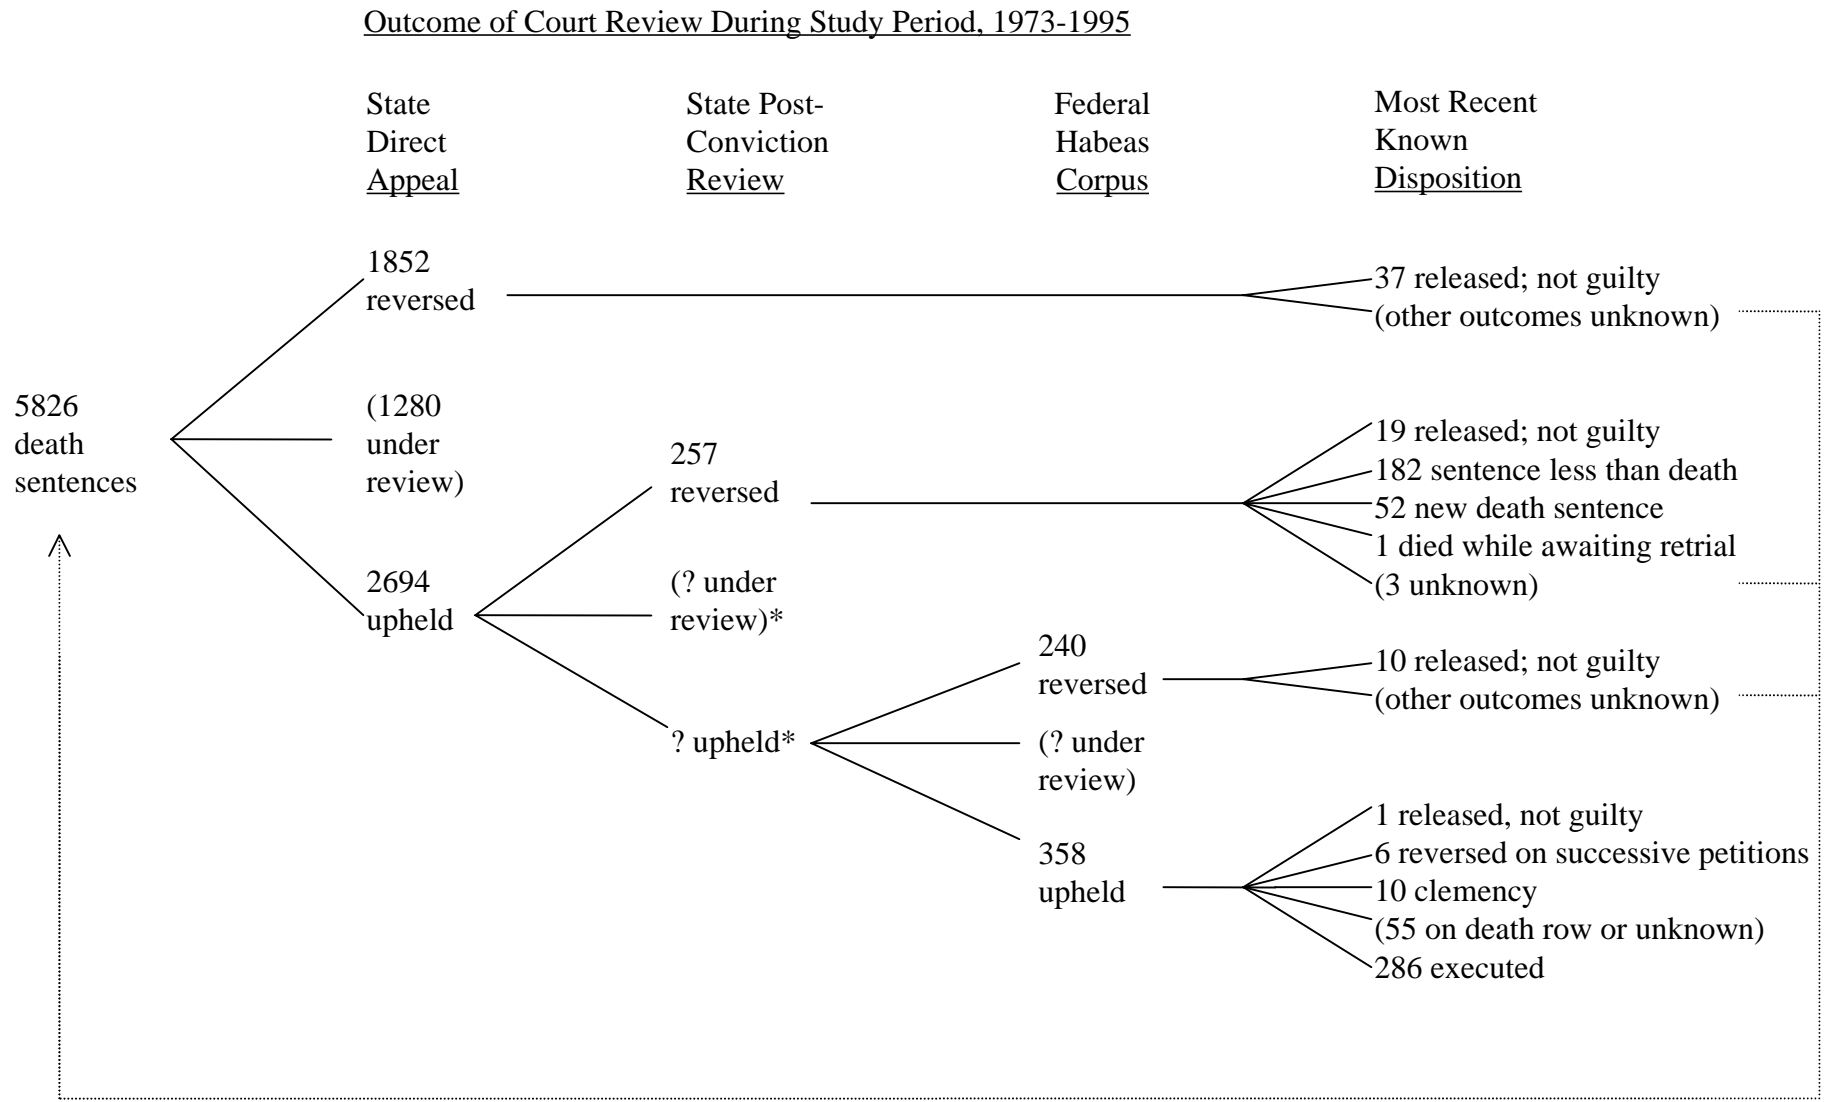 Outcome of Court Review During Study Period, 1973-1995
State
Direct
Appeal
State Post-
Conviction
Review
Federal
Habeas
Corpus
Most Recent
Known
Disposition
5826
death
sentences
1852
reversed
(1280
under
review)
2694
upheld
257
reversed
(? under
review)*
? upheld*
240
reversed
(? under
review)
358
upheld
37 released; not guilty
(other outcomes unknown)
19 released; not guilty
182 sentence less than death
52 new death sentence
1 died while awaiting retrial
(3 unknown)
10 released; not guilty
(other outcomes unknown)
1 released, not guilty
6 reversed on successive petitions
10 clemency
(55 on death row or unknown)
286 executed